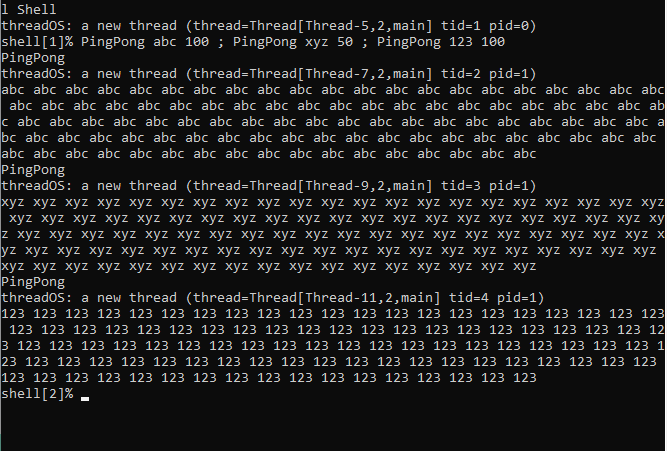 l Shell
threadOS: a new thread (thread=Thread[Thread-5,2,main] tid=1 pid=0)
shell[1]% PingPong abc 100 ; PingPong xyz 50 ; PingPong 123 100
PingPong
threadOS: a new thread (thread=Thread[Thread-7,2,main] tid=2 pid=1)
abc abc abc abc abc abc abc abc abc abc abc abc abc abc abc abc abc abc abc abc abc
 abc abc abc abc abc abc abc abc abc abc abc abc abc abc abc abc abc abc abc abc ab
c abc abc abc abc abc abc abc abc abc abc abc abc abc abc abc abc abc abc abc abc a
bc abc abc abc abc abc abc abc abc abc abc abc abc abc abc abc abc abc abc abc abc
abc abc abc abc abc abc abc abc abc abc abc abc abc abc abc abc abc
PingPong
threadOS: a new thread (thread=Thread[Thread-9,2,main] tid=3 pid=1)
xyz xyz xyz xyz xyz xyz xyz xyz xyz xyz xyz xyz xyz xyz xyz xyz xyz xyz xyz xyz xyz
 xyz xyz xyz xyz xyz xyz xyz xyz xyz xyz xyz xyz xyz xyz xyz xyz xyz xyz xyz xyz xy
z xyz xyz xyz xyz xyz xyz xyz xyz xyz xyz xyz xyz xyz xyz xyz xyz xyz xyz xyz xyz x
yz xyz xyz xyz xyz xyz xyz xyz xyz xyz xyz xyz xyz xyz xyz xyz xyz xyz xyz xyz xyz
xyz xyz xyz xyz xyz xyz xyz xyz xyz xyz xyz xyz xyz xyz xyz xyz xyz
PingPong
threadOS: a new thread (thread=Thread[Thread-11,2,main] tid=4 pid=1)
123 123 123 123 123 123 123 123 123 123 123 123 123 123 123 123 123 123 123 123 123
 123 123 123 123 123 123 123 123 123 123 123 123 123 123 123 123 123 123 123 123 12
3 123 123 123 123 123 123 123 123 123 123 123 123 123 123 123 123 123 123 123 123 1
23 123 123 123 123 123 123 123 123 123 123 123 123 123 123 123 123 123 123 123 123
123 123 123 123 123 123 123 123 123 123 123 123 123 123 123 123 123
shell[2]%